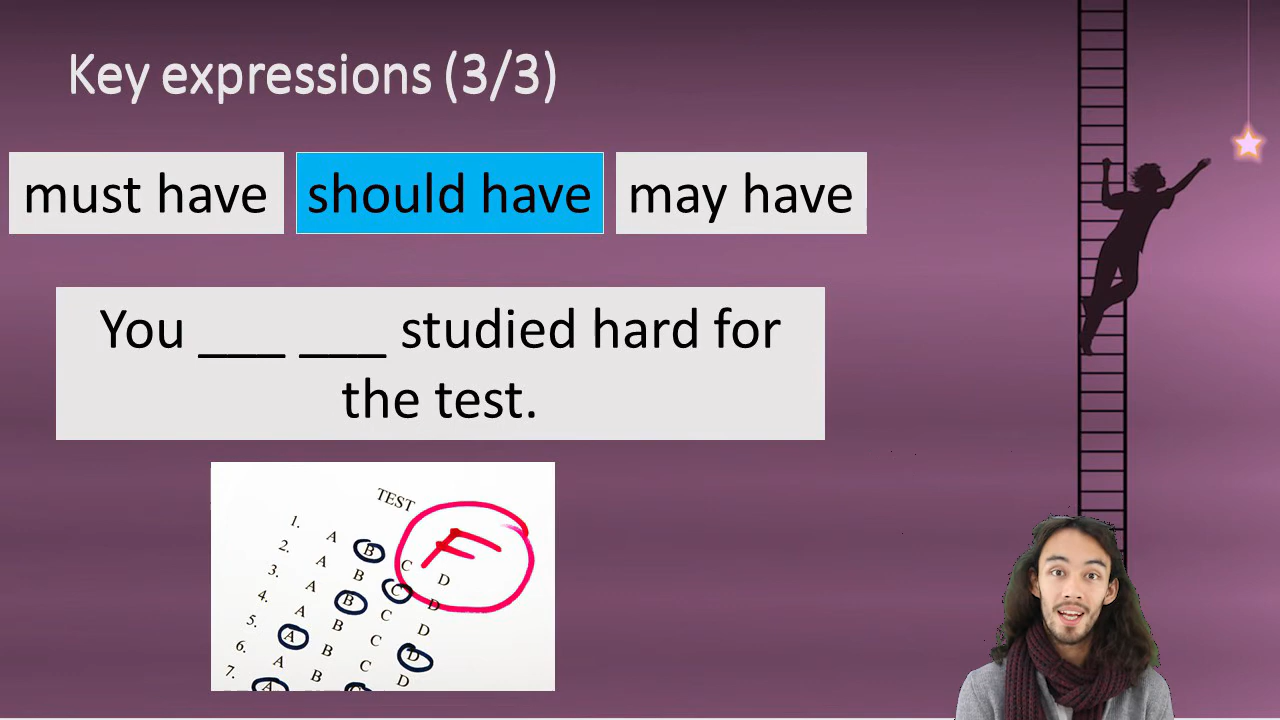 Key expressions (3/3)
must have should have may have
You ___ ___ studied hard for
the test.
TEST
F
1. A B C D
2. A B C D
3. A B C D
4. A B C D
5. A B C D
6. A B C D
7. A B C